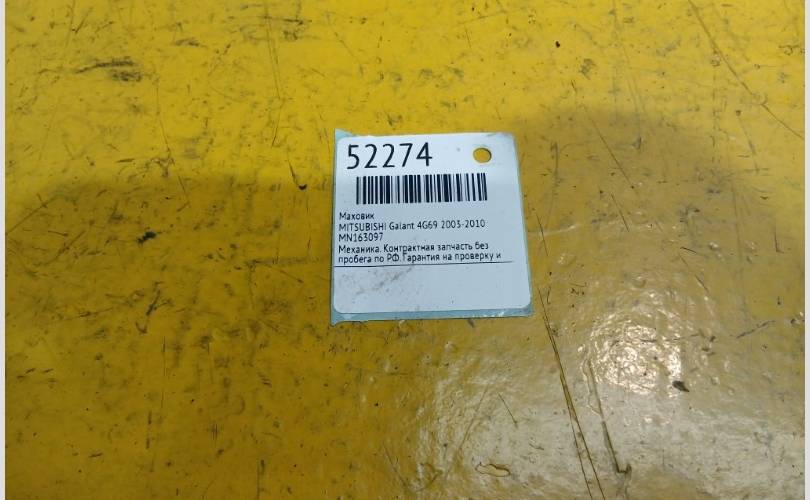 52274
Маховик
MITSUBISHI Galant 4G69 2003-2010
MN163097
Механика. Контрактная запчасть без
пробега по РФ. Гарантия на проверку и